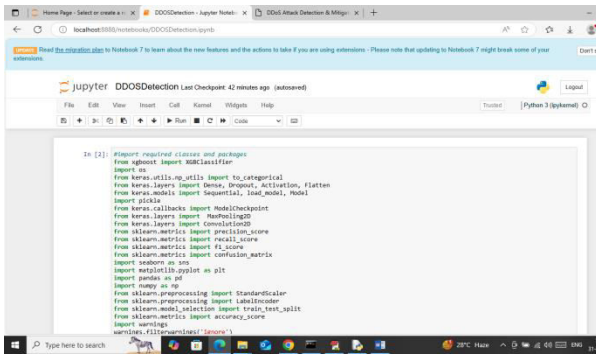 Home Page - Select or create a n
DDOSDetection - Jupyter Noteb
DDoS Attack Detection & Mitiga
localhost:8888/notebooks/DDOSDetection.ipynb
UPDATE Read the migration plan to Notebook 7 to learn about the new features and the actions to take if you are using extensions - Please note that updating to Notebook 7 might break some of your
extensions.
Don't s
jupyter DDOSDetection Last Checkpoint: 42 minutes ago (autosaved)
Logout
File Edit View Insert Cell Kernel Widgets Help
Trusted
Python 3 (ipykernel)
Run
Code
In [2]: #import required classes and packages
from xgboost import XGBClassifier
import os
from keras.utils.np_utils import to_categorical
from keras.layers import Dense, Dropout, Activation, Flatten
from keras.models import Sequential, load_model, Model
import pickle
from keras.callbacks import ModelCheckpoint
from keras.layers import MaxPooling2D
from keras.layers import Convolution2D
from sklearn.metrics import precision_score
from sklearn.metrics import recall_score
from sklearn.metrics import f1_score
from sklearn.metrics import confusion_matrix
import seaborn as sns
import matplotlib.pyplot as plt
import pandas as pd
import numpy as np
from sklearn.preprocessing import StandardScaler
from sklearn.preprocessing import LabelEncoder
from sklearn.model_selection import train_test_split
from sklearn.metrics import accuracy_score
import warnings
warnings.filterwarnings('ignore')
Type here to search
28°C Haze
ENG